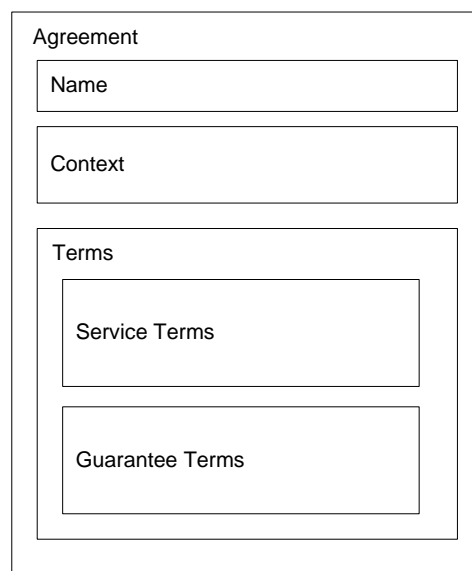 Agreement
Name
Context
Terms
Service Terms
Guarantee Terms